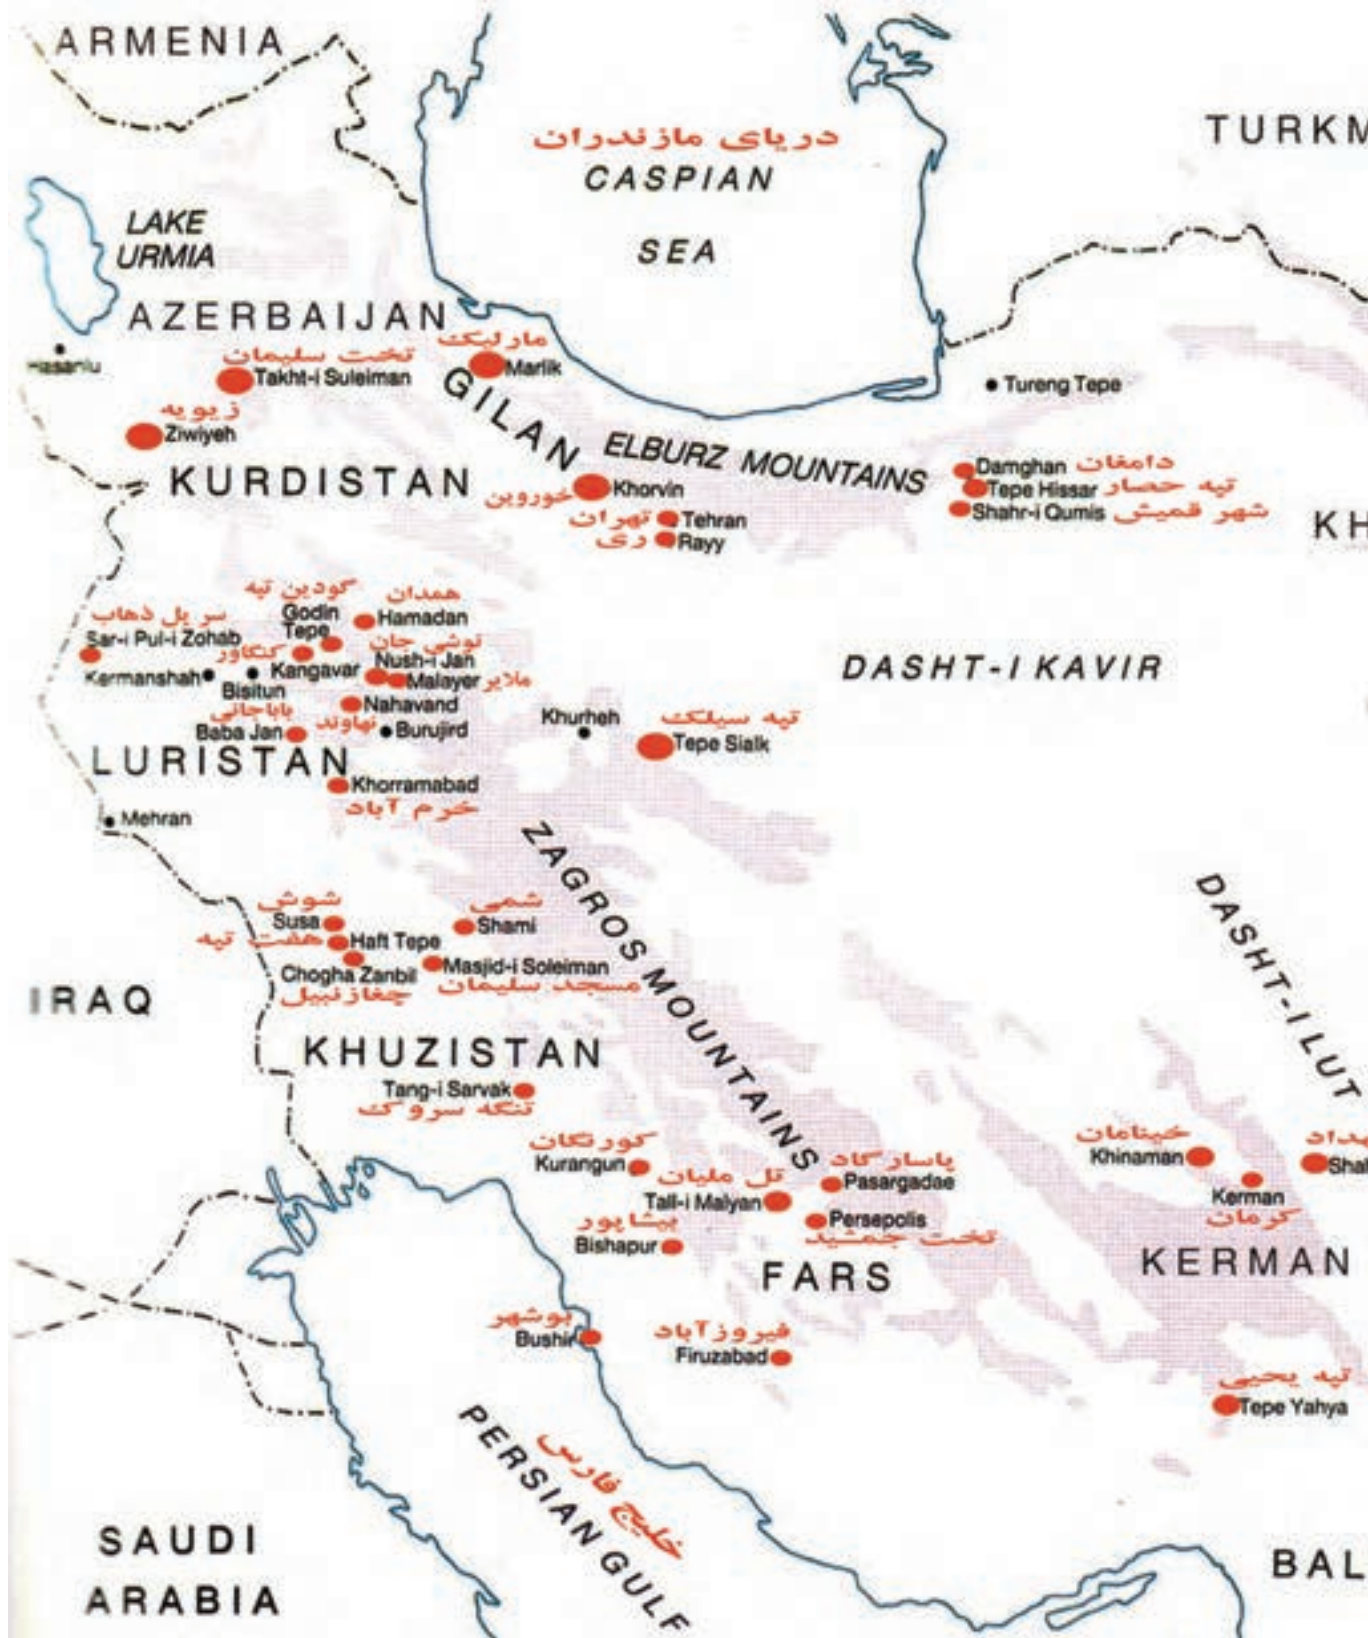 ARMENIA
دریای مازندران
CASPIAN
SEA
TURKM
LAKE
URMIA
AZERBAIJAN
Hasanlu
تخت سلیمان
Takht-i Suleiman
مارلیک
Marlik
GILAN
زیویه
Ziwiyeh
KURDISTAN
ELBURZ MOUNTAINS
Tureng Tepe
Damghan دامغان
Tepe Hissar تپه حصار
Shahr-i Qumis شهر قمیش
خوروین Khorvin
تهران Tehran
ری Rayy
KH
گودین تپه
Godin
Tepe
همدان
Hamadan
سر پل ذهاب
Sar-i Pul-i Zohab
کنگاور
Kangavar
نوشی جان
Nush-i Jan
Malayer ملایر
Kermanshah
Bisitun
Nahavand
نهاوند
باباجانی
Baba Jan
Burujird
LURISTAN
Khorramabad
خرم آباد
Mehran
Khurheh
تپه سیلک
Tepe Sialk
DASHT-I KAVIR
ZAGROS MOUNTAINS
DASHT-I LUT
شوش
Susa
هفت تپه Haft Tepe
Chogha Zanbil
چغازنبیل
شمی
Shami
Masjid-i Soleiman
مسجد سلیمان
IRAQ
KHUZISTAN
Tang-i Sarvak
تنگه سروک
کورنگان
Kurangun
تل ملیان
Tall-i Malyan
پاسارگاد
Pasargadae
Persepolis
تخت جمشید
بیشاپور
Bishapur
FARS
خینامان
Khinaman
Kerman
کرمان
مداد
Shah
KERMAN
بوشهر
Bushir
فیروزآباد
Firuzabad
تپه یحیی
Tepe Yahya
خلیج فارس
PERSIAN GULF
SAUDI
ARABIA
BAL